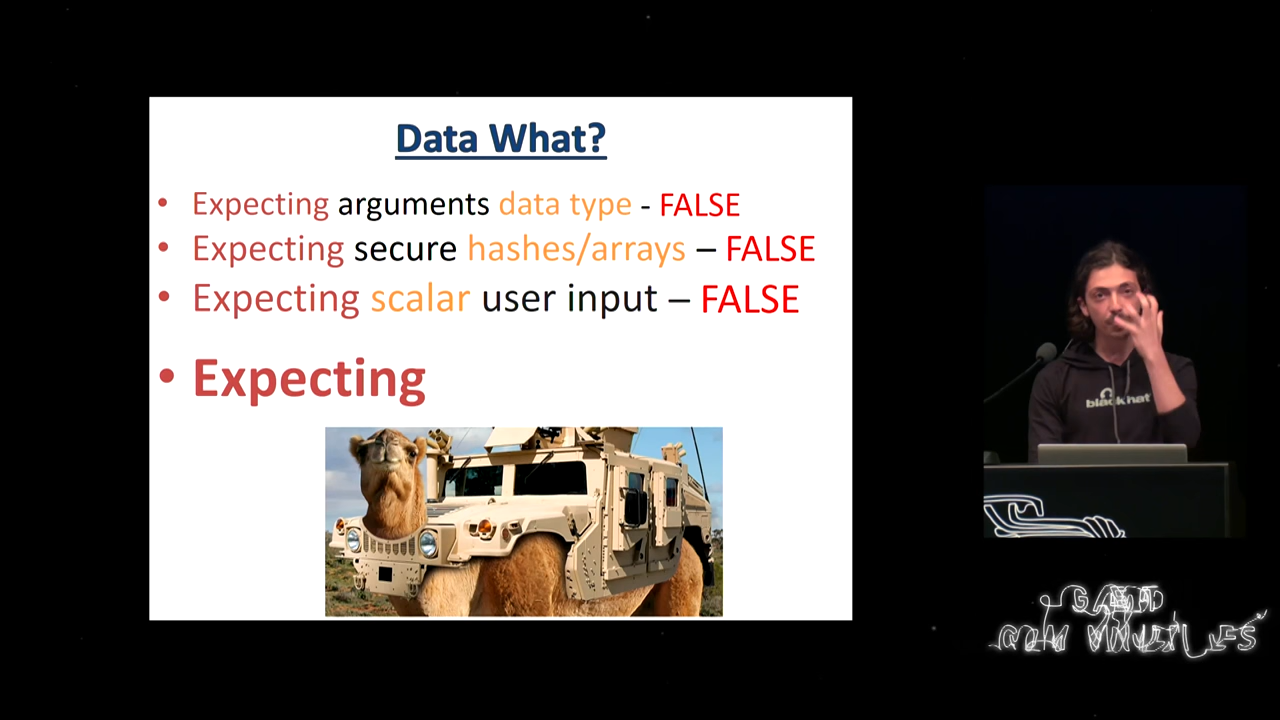 Data What?
• Expecting arguments data type - FALSE
• Expecting secure hashes/arrays – FALSE
• Expecting scalar user input – FALSE
• Expecting
black hat